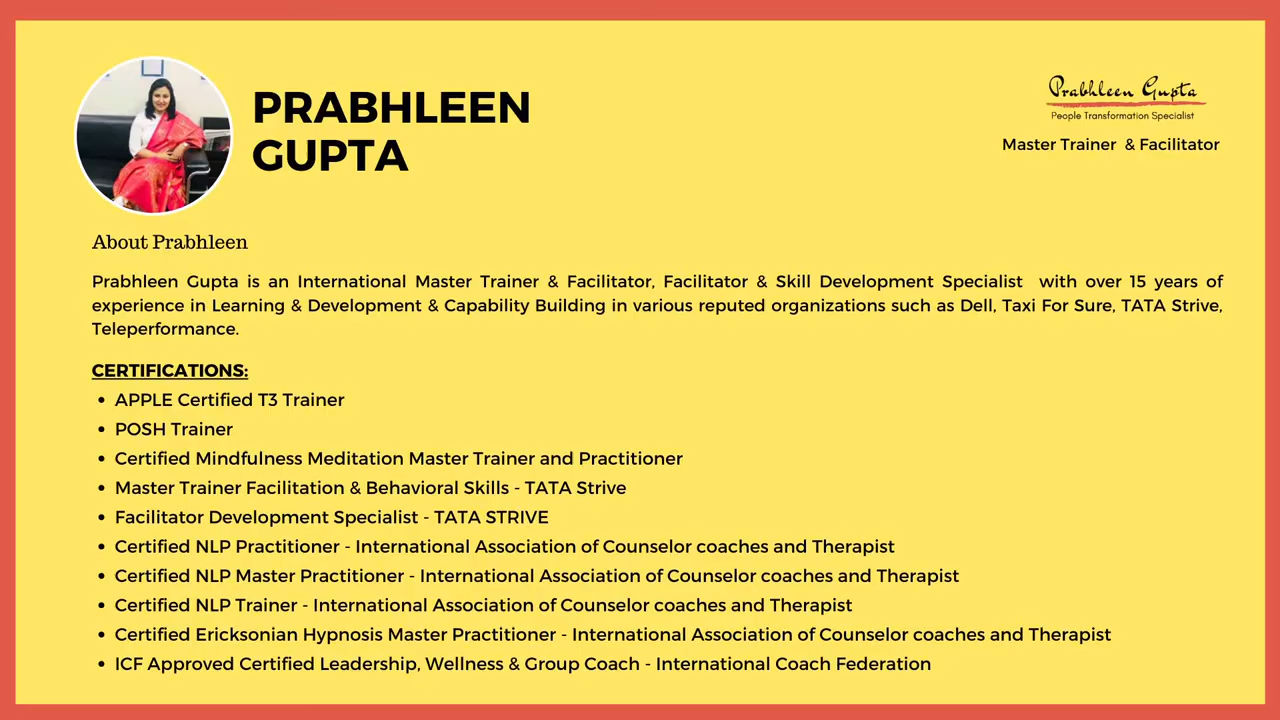 PRABHLEEN
GUPTA
Prabhleen Gupta
People Transformation Specialist
Master Trainer & Facilitator
About Prabhleen
Prabhleen Gupta is an International Master Trainer & Facilitator, Facilitator & Skill Development Specialist with over 15 years of
experience in Learning & Development & Capability Building in various reputed organizations such as Dell, Taxi For Sure, TATA Strive,
Teleperformance.
CERTIFICATIONS:
• APPLE Certified T3 Trainer
• POSH Trainer
• Certified Mindfulness Meditation Master Trainer and Practitioner
• Master Trainer Facilitation & Behavioral Skills - TATA Strive
• Facilitator Development Specialist - TATA STRIVE
• Certified NLP Practitioner - International Association of Counselor coaches and Therapist
• Certified NLP Master Practitioner - International Association of Counselor coaches and Therapist
• Certified NLP Trainer - International Association of Counselor coaches and Therapist
• Certified Ericksonian Hypnosis Master Practitioner - International Association of Counselor coaches and Therapist
• ICF Approved Certified Leadership, Wellness & Group Coach - International Coach Federation